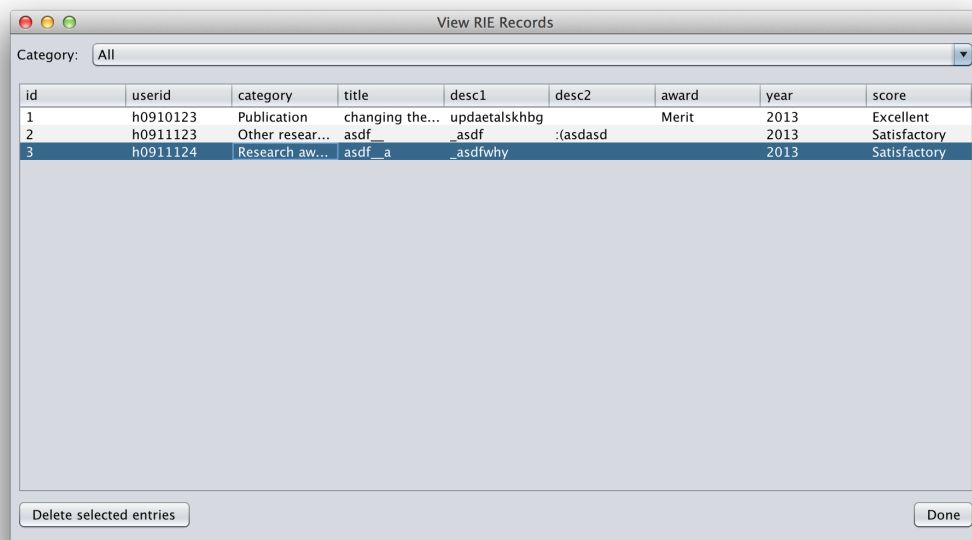 View RIE Records
Category: All
id userid category title desc1 desc2 award year score
1 h0910123 Publication changing the... updaetalskhbg Merit 2013 Excellent
2 h0911123 Other resear... asdf__ _asdf :(asdasd 2013 Satisfactory
3 h0911124 Research aw... asdf__a _asdfwhy 2013 Satisfactory
Delete selected entries Done